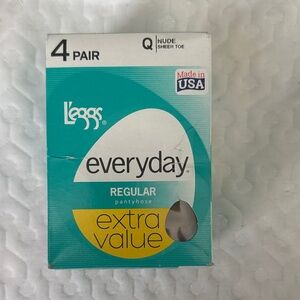 4 PAIR
Q NUDE
SHEER TOE
Made in
USA
L'eggs®
everyday
REGULAR
pantyhose
extra
value